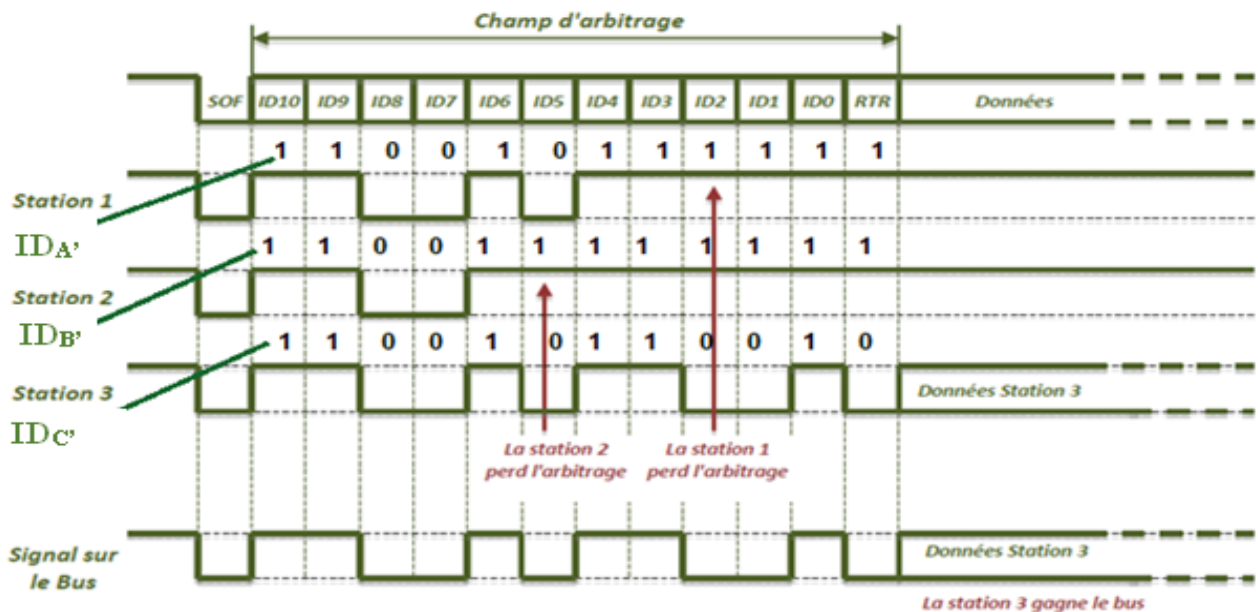 Champ d'arbitrage
SOF ID10 ID9 ID8 ID7 ID6 ID5 ID4 ID3 ID2 ID1 ID0 RTR Données
1 1 0 0 1 0 1 1 1 1 1 1
Station 1
IDA'
1 1 0 0 1 1 1 1 1 1 1 1
Station 2
IDB'
1 1 0 0 1 0 1 1 0 0 1 0
Station 3
Données Station 3
IDC'
La station 2
perd l'arbitrage
La station 1
perd l'arbitrage
Signal sur
le Bus
Données Station 3
La station 3 gagne le bus